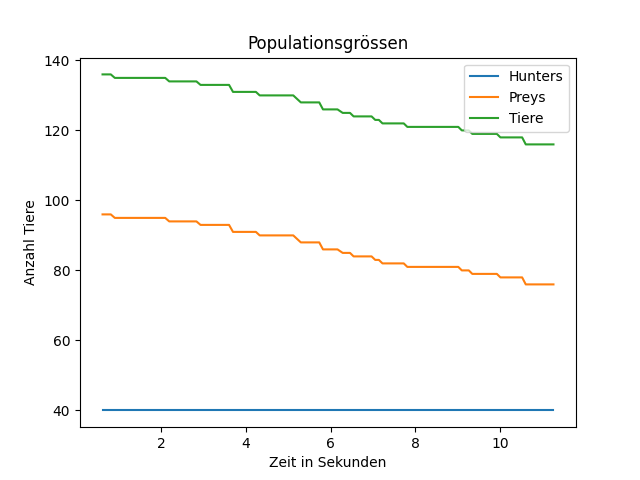 Populationsgrössen
Hunters
Preys
Tiere
Anzahl Tiere
140
120
100
80
60
40
2 4 6 8 10
Zeit in Sekunden